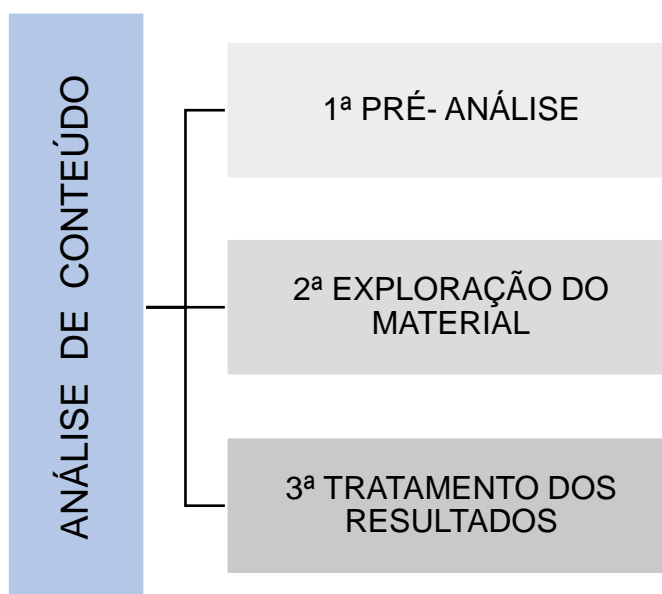 ANÁLISE DE CONTEÚDO
1ª PRÉ- ANÁLISE
2ª EXPLORAÇÃO DO
MATERIAL
3ª TRATAMENTO DOS
RESULTADOS